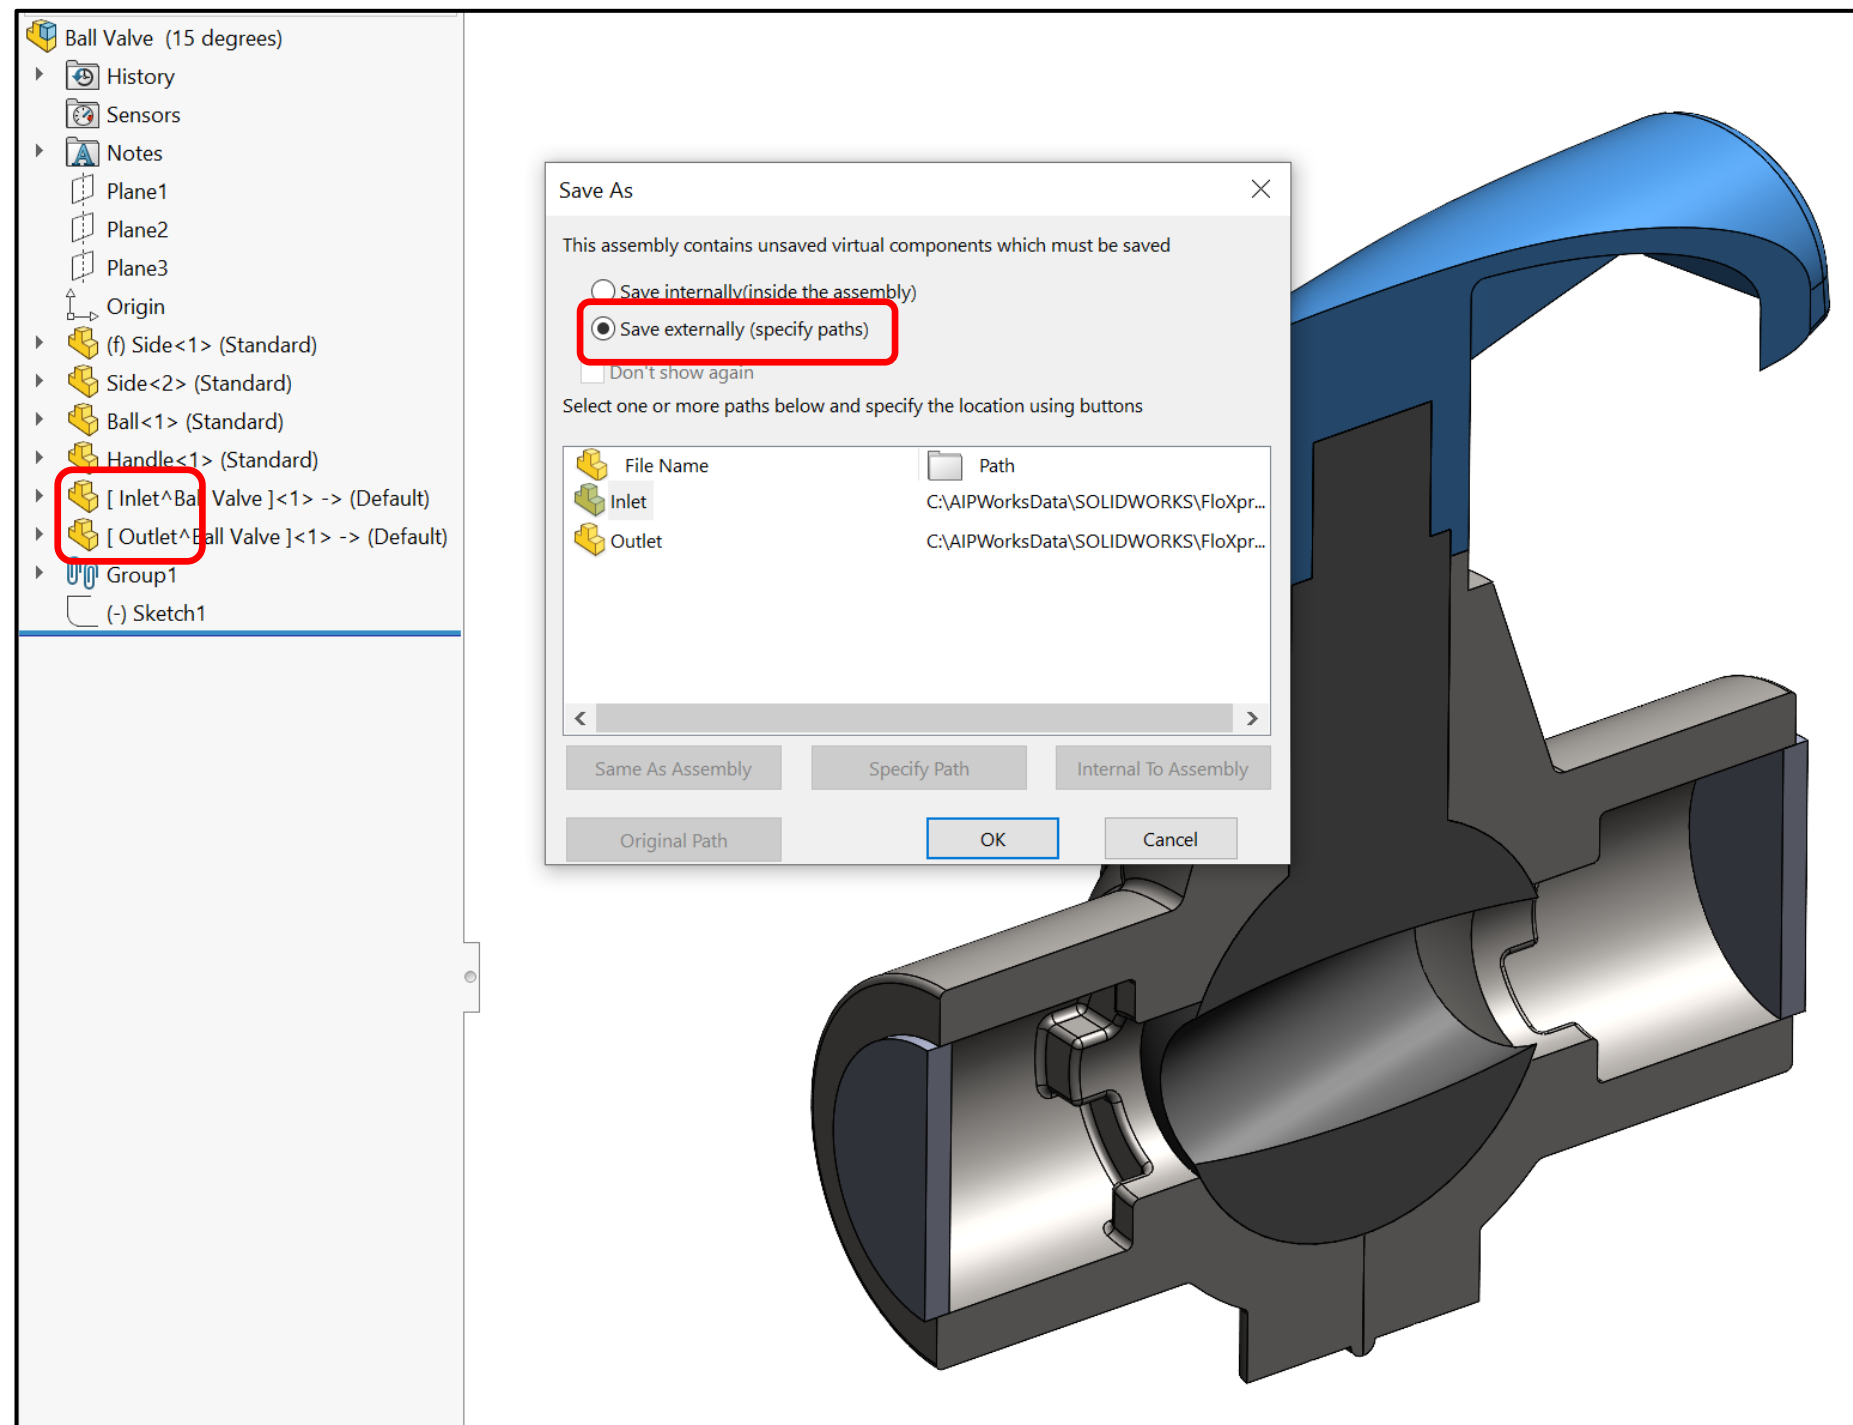 Ball Valve (15 degrees)
History
Sensors
Notes
Plane1
Plane2
Plane3
Origin
(f) Side<1> (Standard)
Side<2> (Standard)
Ball<1> (Standard)
Handle<1> (Standard)
[ Inlet^Ball Valve ]<1> -> (Default)
[ Outlet^Ball Valve ]<1> -> (Default)
Group1
(-) Sketch1
Save As
This assembly contains unsaved virtual components which must be saved
Save internally(inside the assembly)
Save externally (specify paths)
Don't show again
Select one or more paths below and specify the location using buttons
File Name Path
Inlet C:\AIPWorksData\SOLIDWORKS\FloXpr...
Outlet C:\AIPWorksData\SOLIDWORKS\FloXpr...
Same As Assembly Specify Path Internal To Assembly
Original Path OK Cancel